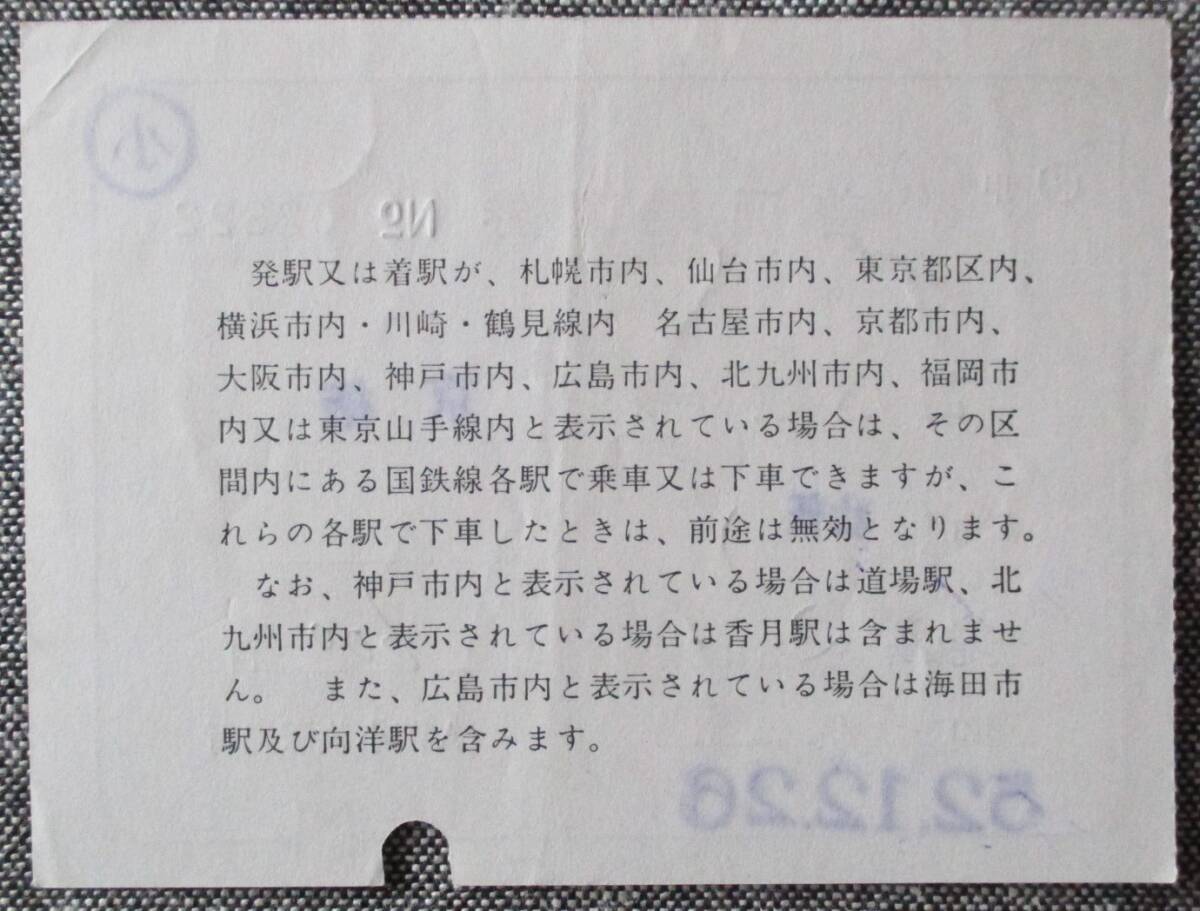 小
№
発駅又は着駅が、札幌市内、仙台市内、東京都区内、
横浜市内・川崎・鶴見線内　名古屋市内、京都市内、
大阪市内、神戸市内、広島市内、北九州市内、福岡市
内又は東京山手線内と表示されている場合は、その区
間内にある国鉄線各駅で乗車又は下車できますが、こ
れらの各駅で下車したときは、前途は無効となります。
なお、神戸市内と表示されている場合は道場駅、北
九州市内と表示されている場合は香月駅は含まれませ
ん。　また、広島市内と表示されている場合は海田市
駅及び向洋駅を含みます。
52.12.26